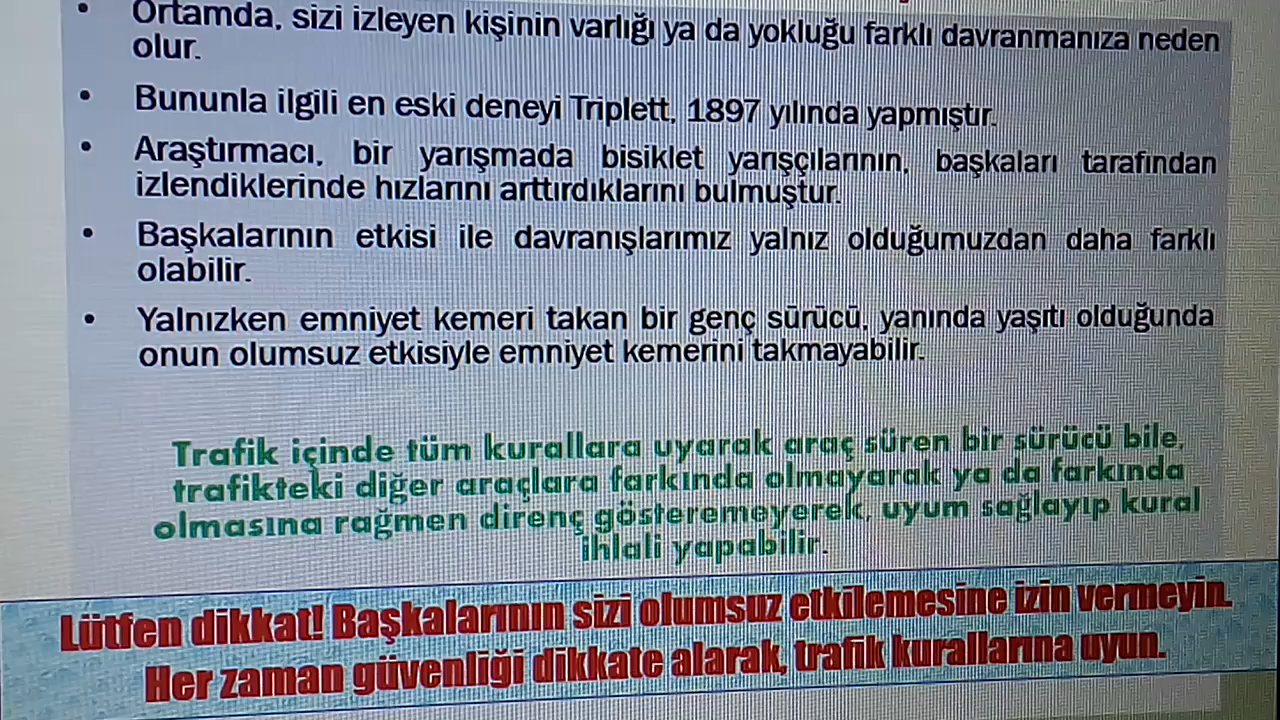 • Ortamda, sizi izleyen kişinin varlığı ya da yokluğu farklı davranmanıza neden
olur.
• Bununla ilgili en eski deneyi Triplett, 1897 yılında yapmıştır.
• Araştırmacı, bir yarışmada bisiklet yarışçılarının, başkaları tarafından
izlendiklerinde hızlarını arttırdıklarını bulmuştur.
• Başkalarının etkisi ile davranışlarımız yalnız olduğumuzdan daha farklı
olabilir.
• Yalnızken emniyet kemeri takan bir genç sürücü, yanında yaşıtı olduğunda
onun olumsuz etkisiyle emniyet kemerini takmayabilir.
Trafik içinde tüm kurallara uyarak araç süren bir sürücü bile,
trafikteki diğer araçlara farkında olmayarak ya da farkında
olmasına rağmen direnç gösteremeyerek, uyum sağlayıp kural
ihlali yapabilir.
Lütfen dikkat! Başkalarının sizi olumsuz etkilemesine izin vermeyin.
Her zaman güvenliği dikkate alarak, trafik kurallarına uyun.